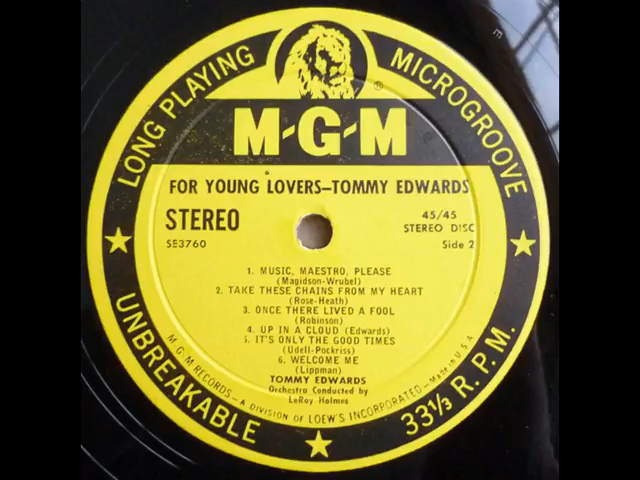 LONG PLAYING
MICROGROOVE
®
M-G-M
FOR YOUNG LOVERS—TOMMY EDWARDS
STEREO
SE3760
45/45
STEREO DISC
Side 2
1. MUSIC, MAESTRO, PLEASE
(Magidson-Wrubel)
2. TAKE THESE CHAINS FROM MY HEART
(Rose-Heath)
3. ONCE THERE LIVED A FOOL
(Robinson)
4. UP IN A CLOUD (Edwards)
5. IT'S ONLY THE GOOD TIMES
(Udell-Pockriss)
6. WELCOME ME
(Lippman)
TOMMY EDWARDS
Orchestra Conducted by
LeRoy Holmes
M-G-M RECORDS—A DIVISION OF LOEW'S INCORPORATED—Made in U.S.A.
UNBREAKABLE
33⅓ R.P.M.